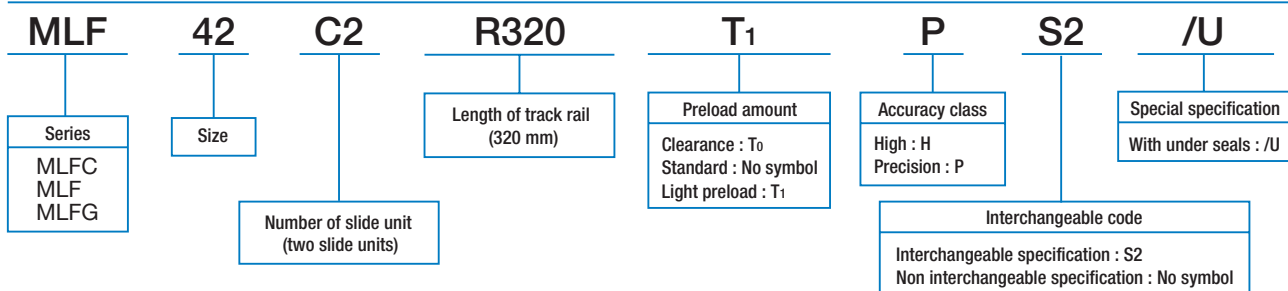 MLF 42 C2 R320 T1 P S2 /U
Series
MLFC
MLF
MLFG
Size
Number of slide unit
(two slide units)
Length of track rail
(320 mm)
Preload amount
Clearance : T0
Standard : No symbol
Light preload : T1
Accuracy class
High : H
Precision : P
Interchangeable code
Interchangeable specification : S2
Non interchangeable specification : No symbol
Special specification
With under seals : /U